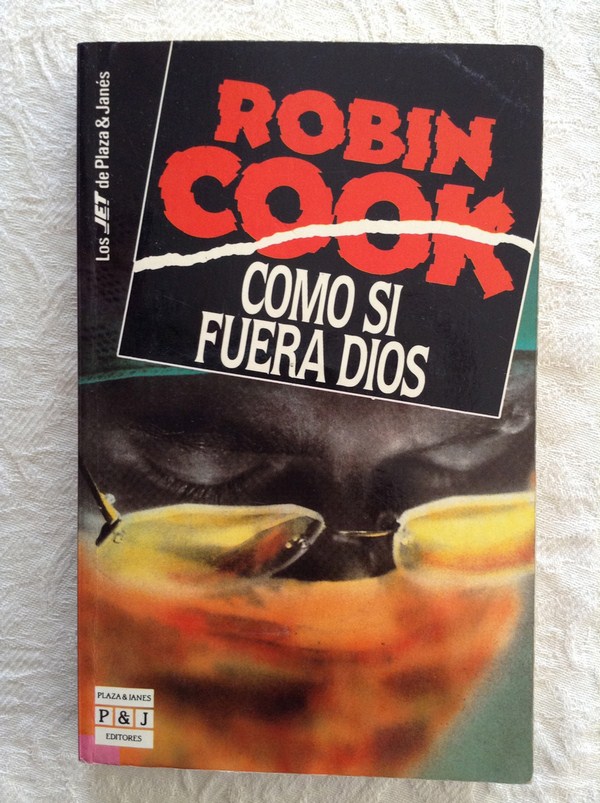 Los JET de Plaza & Janés
ROBIN
COOK
COMO SI
FUERA DIOS
PLAZA & JANES
P & J
EDITORES